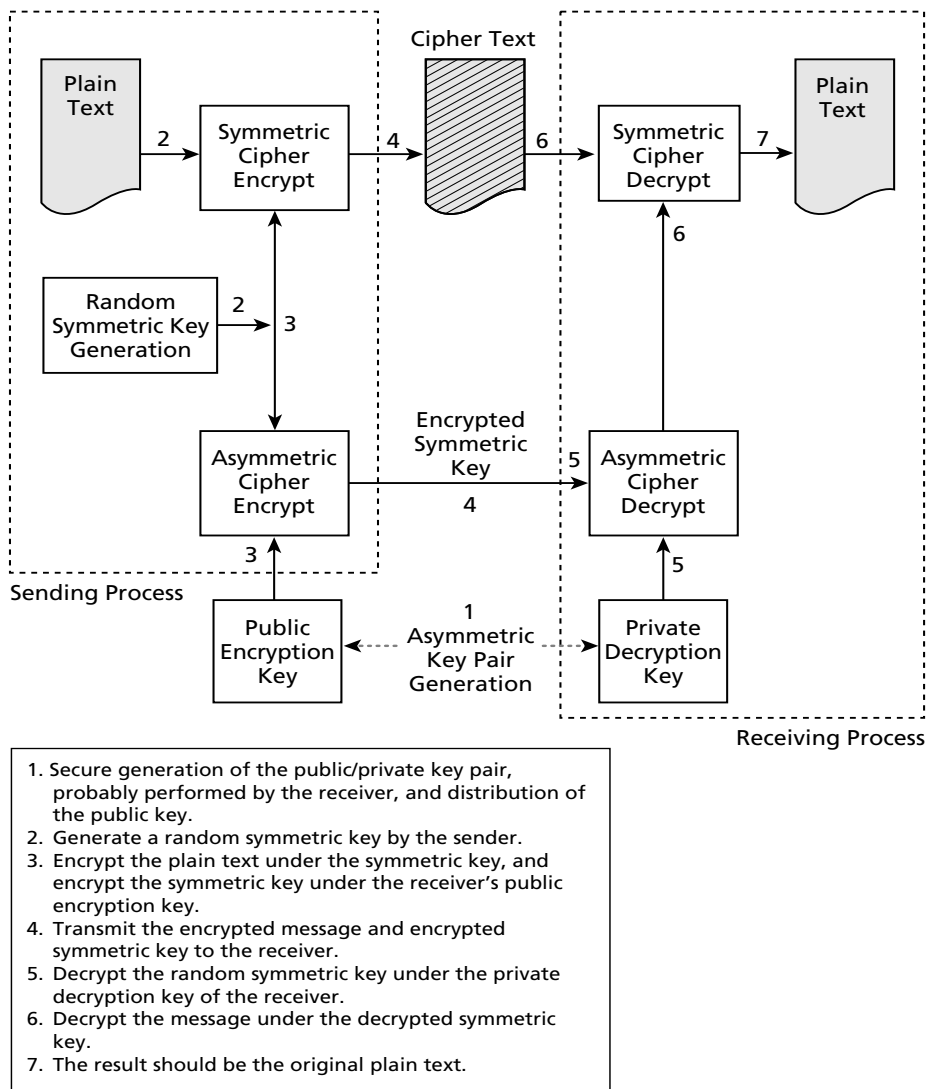 Cipher Text
Plain
Text
2
Symmetric
Cipher
Encrypt
4
6
Symmetric
Cipher
Decrypt
7
Plain
Text
6
Random
Symmetric Key
Generation
2
3
Asymmetric
Cipher
Encrypt
Encrypted
Symmetric
Key
4
5
Asymmetric
Cipher
Decrypt
3
5
Sending Process
Public
Encryption
Key
1
Asymmetric
Key Pair
Generation
Private
Decryption
Key
Receiving Process
1. Secure generation of the public/private key pair,
probably performed by the receiver, and distribution of
the public key.
2. Generate a random symmetric key by the sender.
3. Encrypt the plain text under the symmetric key, and
encrypt the symmetric key under the receiver's public
encryption key.
4. Transmit the encrypted message and encrypted
symmetric key to the receiver.
5. Decrypt the random symmetric key under the private
decryption key of the receiver.
6. Decrypt the message under the decrypted symmetric
key.
7. The result should be the original plain text.